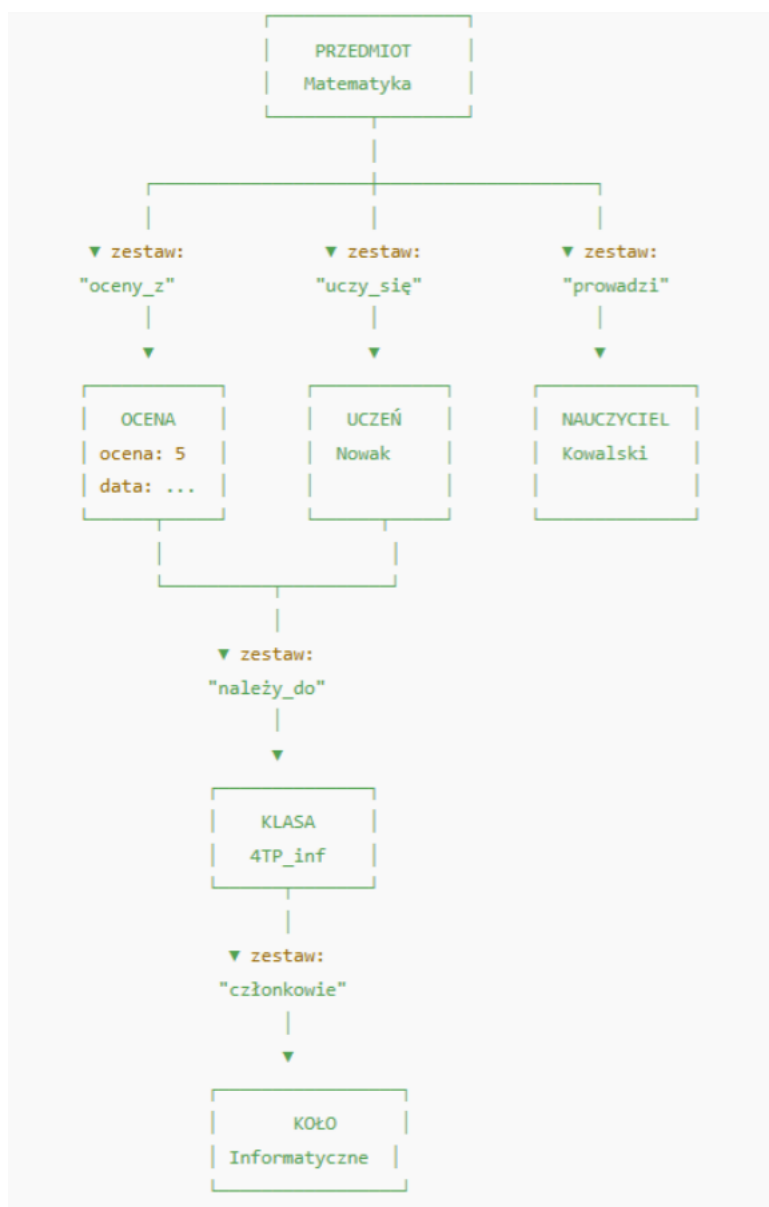 PRZEDMIOT
Matematyka
▼ zestaw: ▼ zestaw: ▼ zestaw:
"oceny_z" "uczy_się" "prowadzi"
▼ ▼ ▼
OCENA UCZEŃ NAUCZYCIEL
ocena: 5 Nowak Kowalski
data: ...
▼ zestaw:
"należy_do"
▼
KLASA
4TP_inf
▼ zestaw:
"członkowie"
▼
KOŁO
Informatyczne